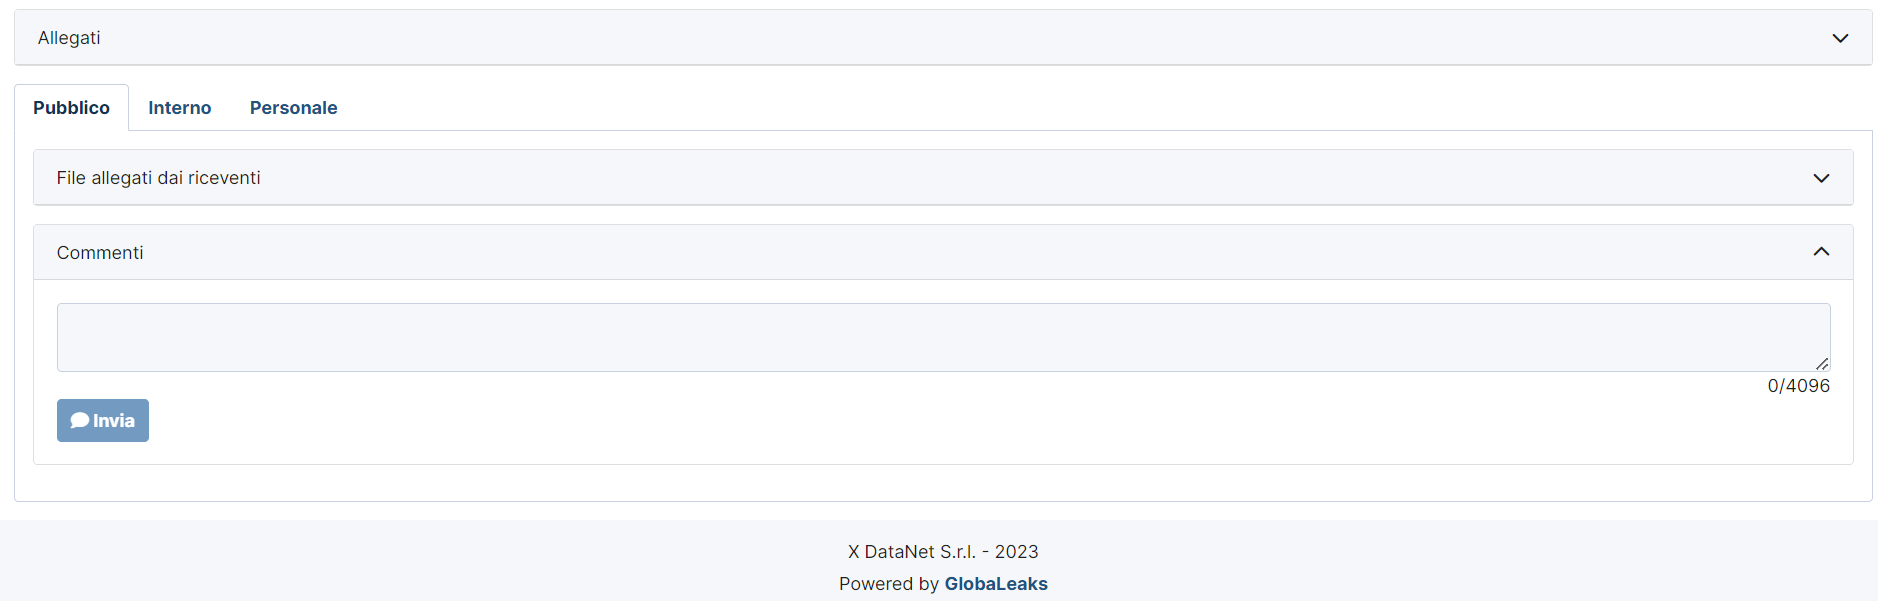 Allegati
Pubblico Interno Personale
File allegati dai riceventi
Commenti
0/4096
Invia
X DataNet S.r.l. - 2023
Powered by GlobaLeaks